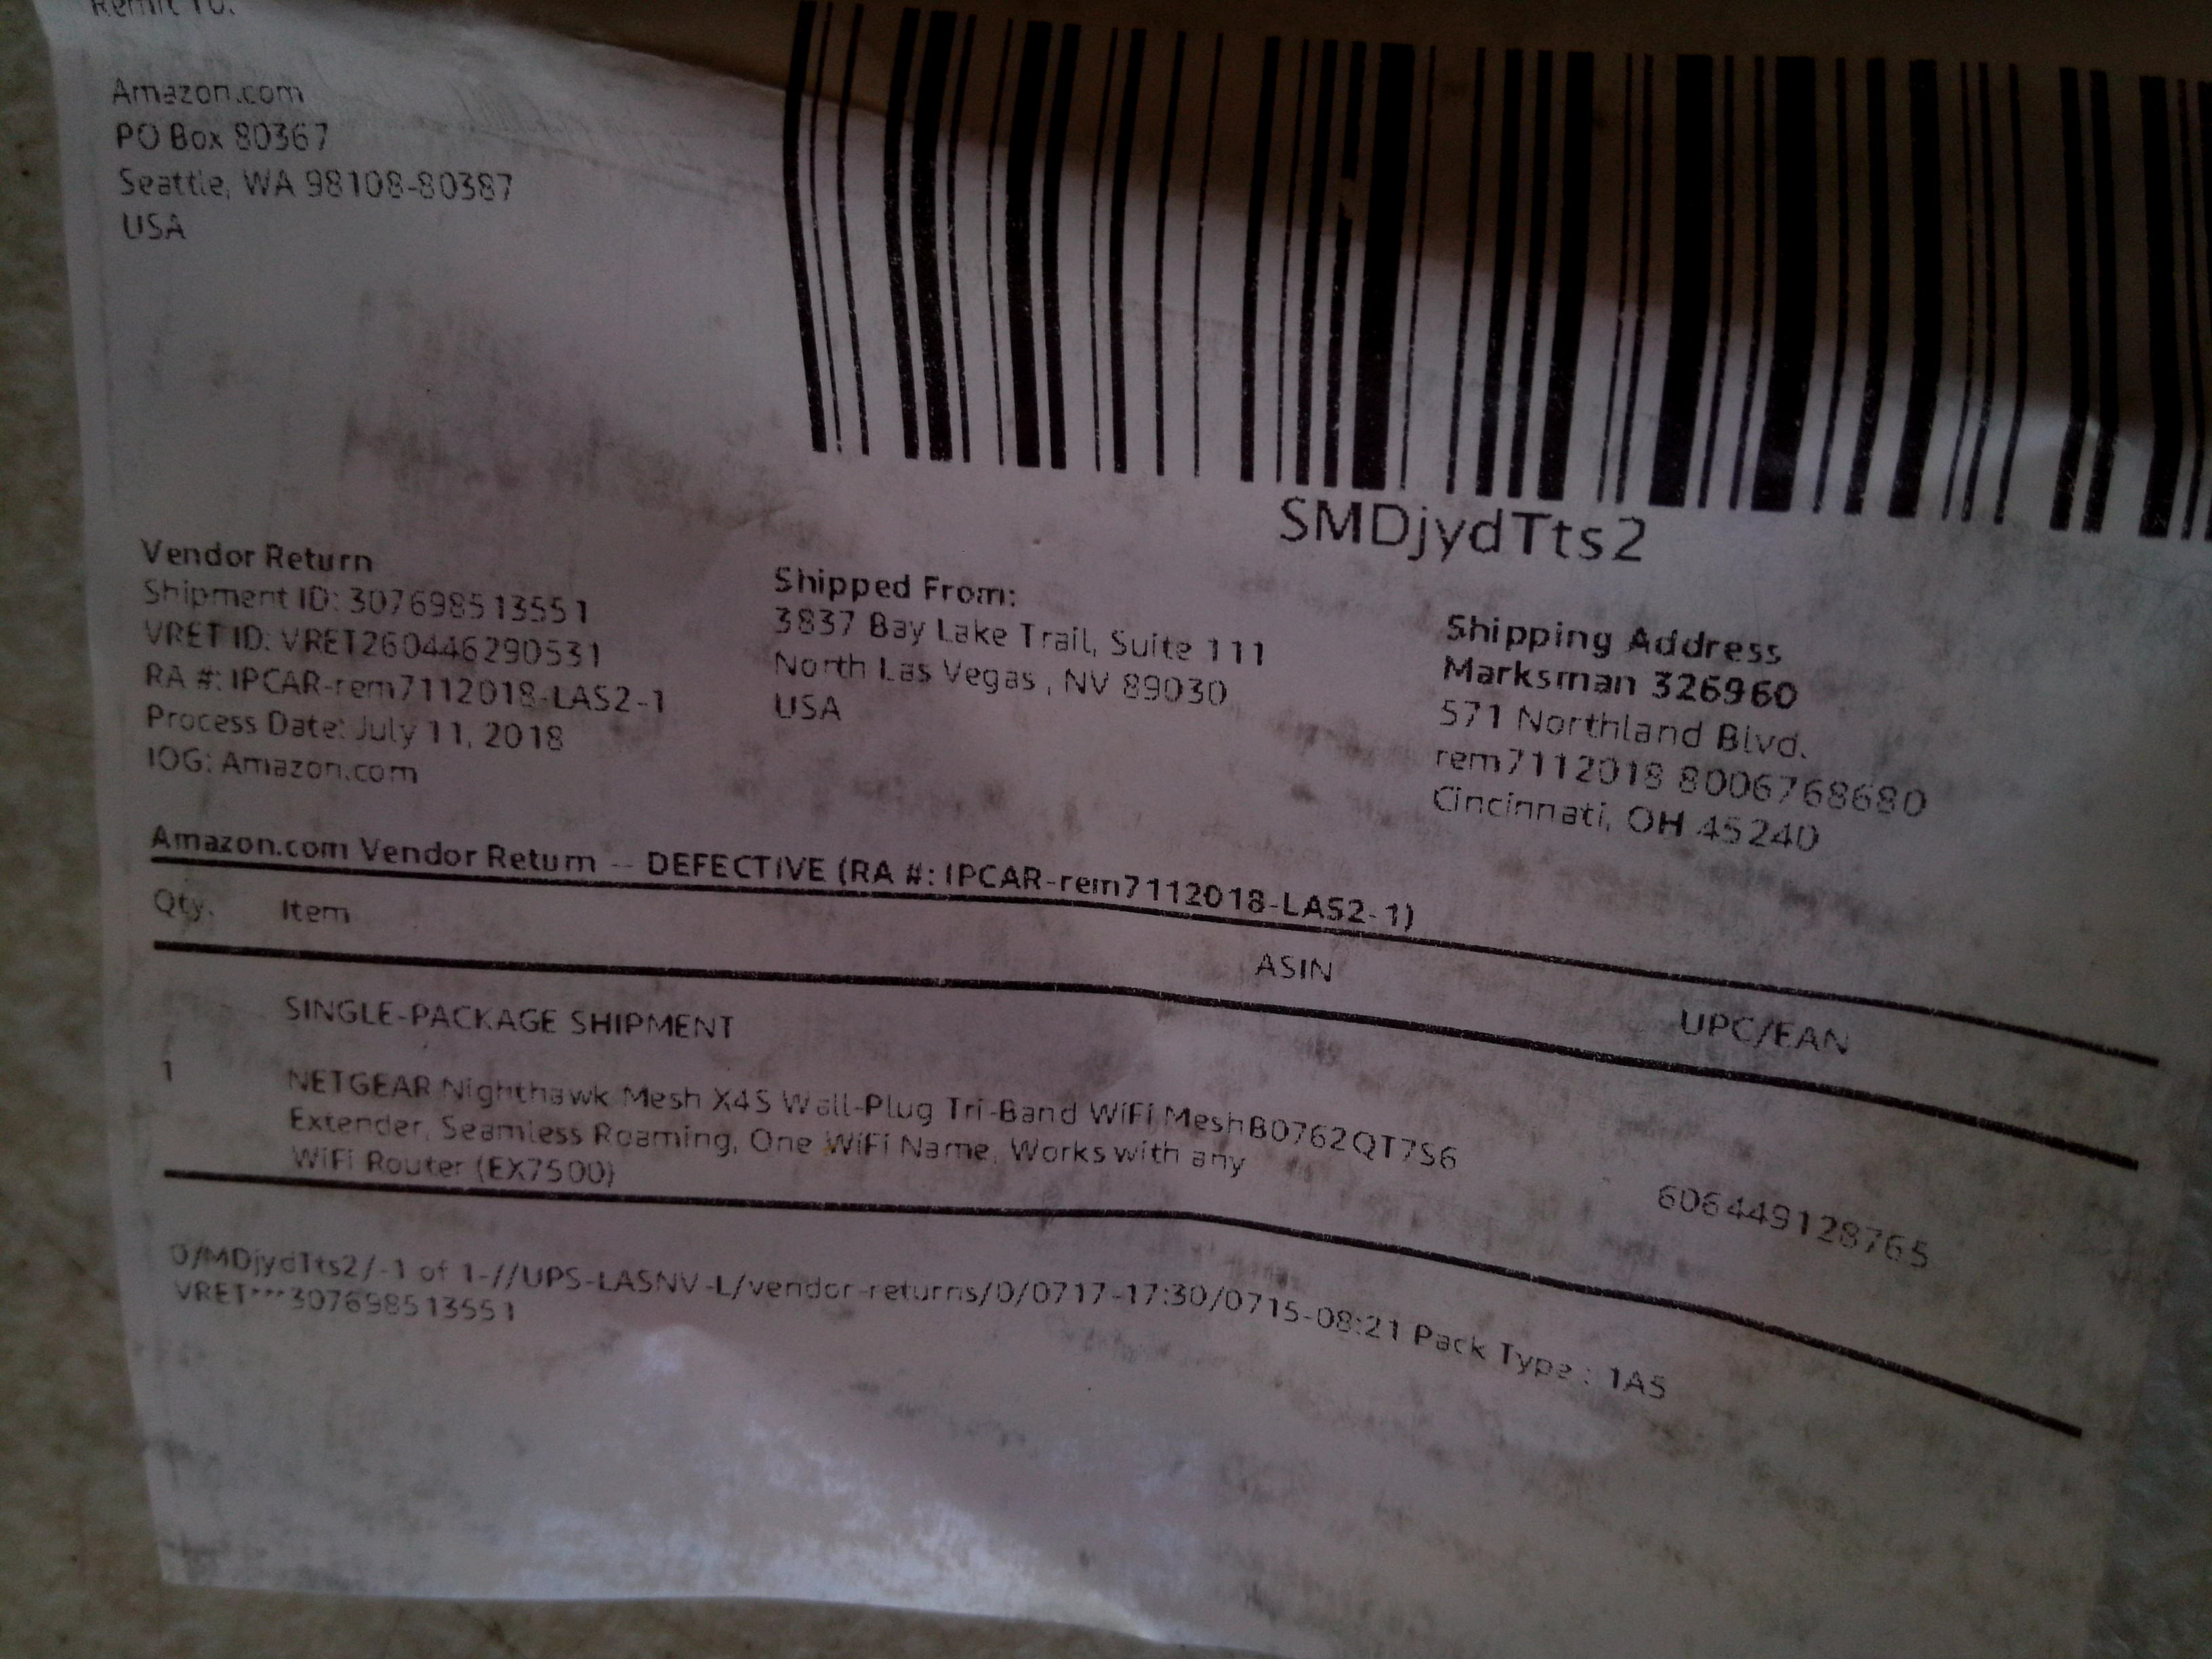 Remit To:
Amazon.com
PO Box 80367
Seattle, WA 98108-80387
USA
SMDjydTts2
Vendor Return
Shipment ID: 307698513551
VRET ID: VRET260446290531
RA #: IPCAR-rem7112018-LAS2-1
Process Date: July 11, 2018
IOG: Amazon.com
Shipped From:
3837 Bay Lake Trail, Suite 111
North Las Vegas , NV 89030
USA
Shipping Address
Marksman 326960
571 Northland Blvd.
rem7112018 8006768680
Cincinnati, OH 45240
Amazon.com Vendor Return -- DEFECTIVE (RA #: IPCAR-rem7112018-LAS2-1)
Qty. Item ASIN UPC/EAN
SINGLE-PACKAGE SHIPMENT
1 NETGEAR Nighthawk Mesh X4S Wall-Plug Tri-Band WiFi Mesh B0762QT7S6 606449128765
Extender, Seamless Roaming, One WiFi Name, Works with any
WiFi Router (EX7500)
0/MDjydTts2/-1 of 1-//UPS-LASNV-L/vendor-returns/0/0717-17:30/0715-08:21 Pack Type : 1A5
VRET***307698513551